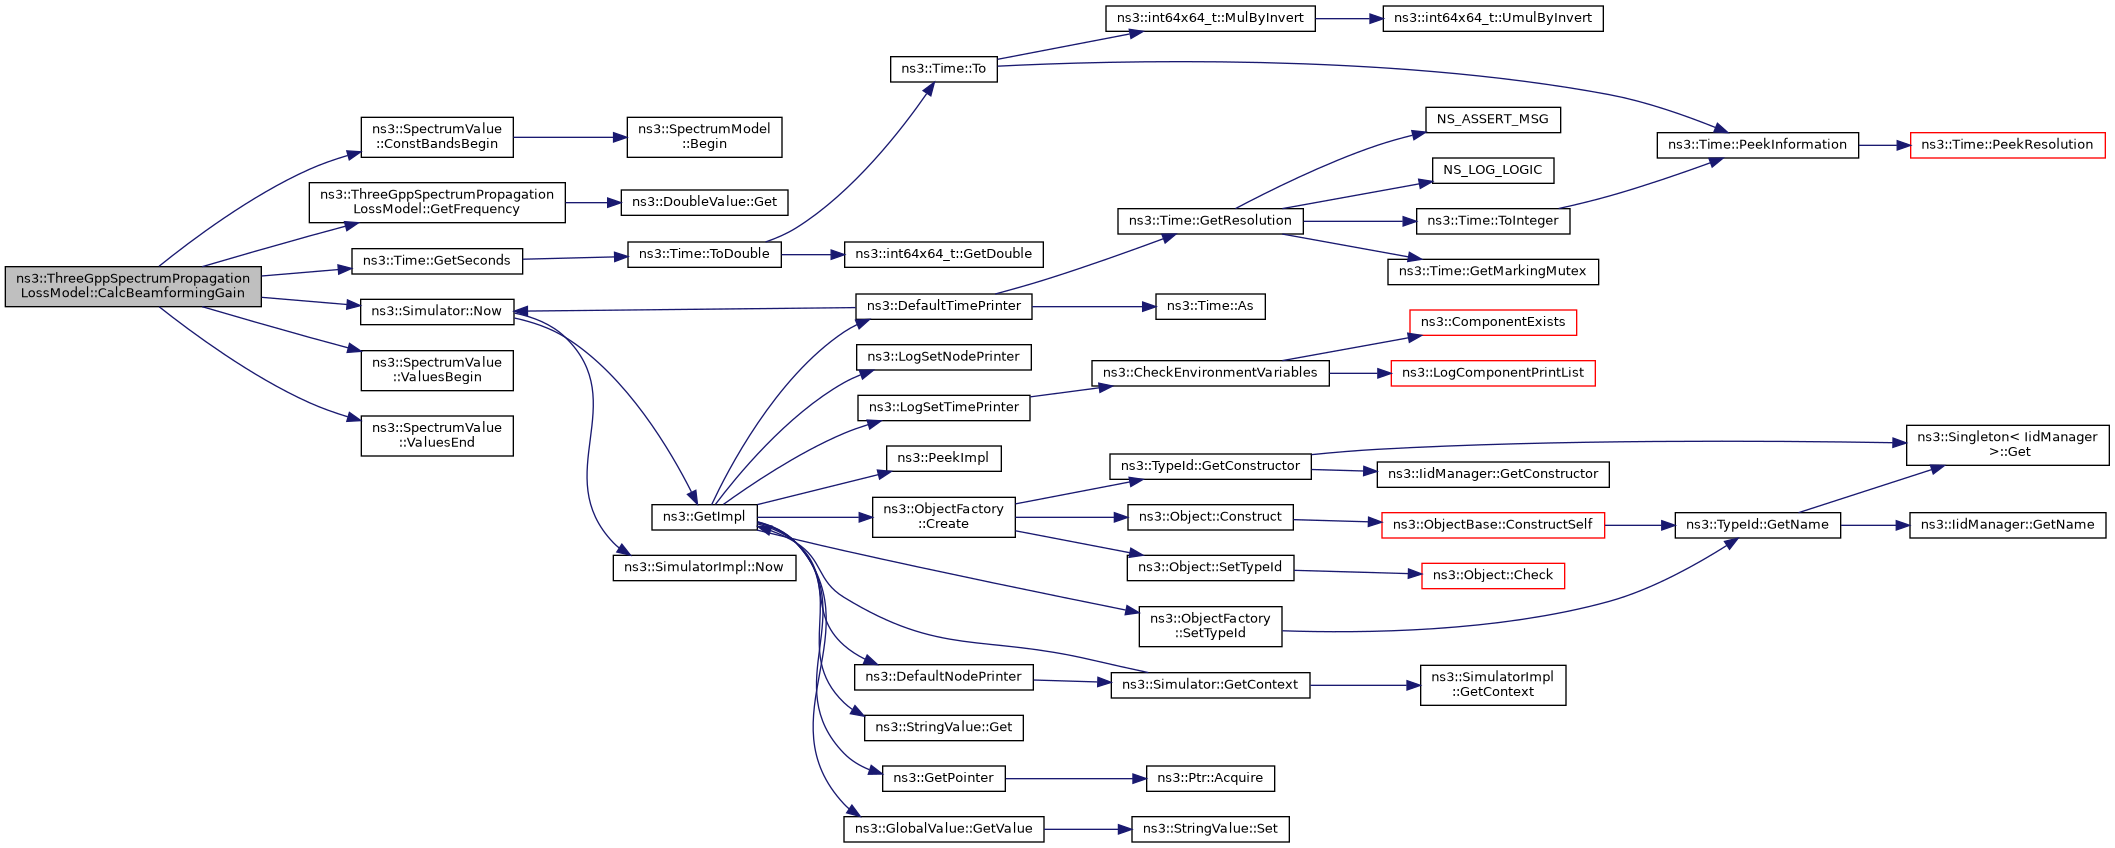 ns3::ThreeGppSpectrumPropagation
LossModel::CalcBeamformingGain
ns3::SpectrumValue
::ConstBandsBegin
ns3::SpectrumModel
::Begin
ns3::ThreeGppSpectrumPropagation
LossModel::GetFrequency
ns3::DoubleValue::Get
ns3::Time::GetSeconds
ns3::Time::ToDouble
ns3::Time::To
ns3::int64x64_t::MulByInvert
ns3::int64x64_t::UmulByInvert
ns3::Time::PeekInformation
ns3::Time::PeekResolution
ns3::int64x64_t::GetDouble
ns3::Simulator::Now
ns3::GetImpl
ns3::SimulatorImpl::Now
ns3::DefaultTimePrinter
ns3::Time::GetResolution
NS_ASSERT_MSG
NS_LOG_LOGIC
ns3::Time::ToInteger
ns3::Time::GetMarkingMutex
ns3::Time::As
ns3::LogSetNodePrinter
ns3::LogSetTimePrinter
ns3::CheckEnvironmentVariables
ns3::ComponentExists
ns3::LogComponentPrintList
ns3::PeekImpl
ns3::ObjectFactory
::Create
ns3::TypeId::GetConstructor
ns3::Singleton< IidManager
>::Get
ns3::IidManager::GetConstructor
ns3::Object::Construct
ns3::ObjectBase::ConstructSelf
ns3::TypeId::GetName
ns3::IidManager::GetName
ns3::Object::SetTypeId
ns3::Object::Check
ns3::ObjectFactory
::SetTypeId
ns3::DefaultNodePrinter
ns3::Simulator::GetContext
ns3::SimulatorImpl
::GetContext
ns3::StringValue::Get
ns3::GetPointer
ns3::Ptr::Acquire
ns3::GlobalValue::GetValue
ns3::StringValue::Set
ns3::SpectrumValue
::ValuesBegin
ns3::SpectrumValue
::ValuesEnd